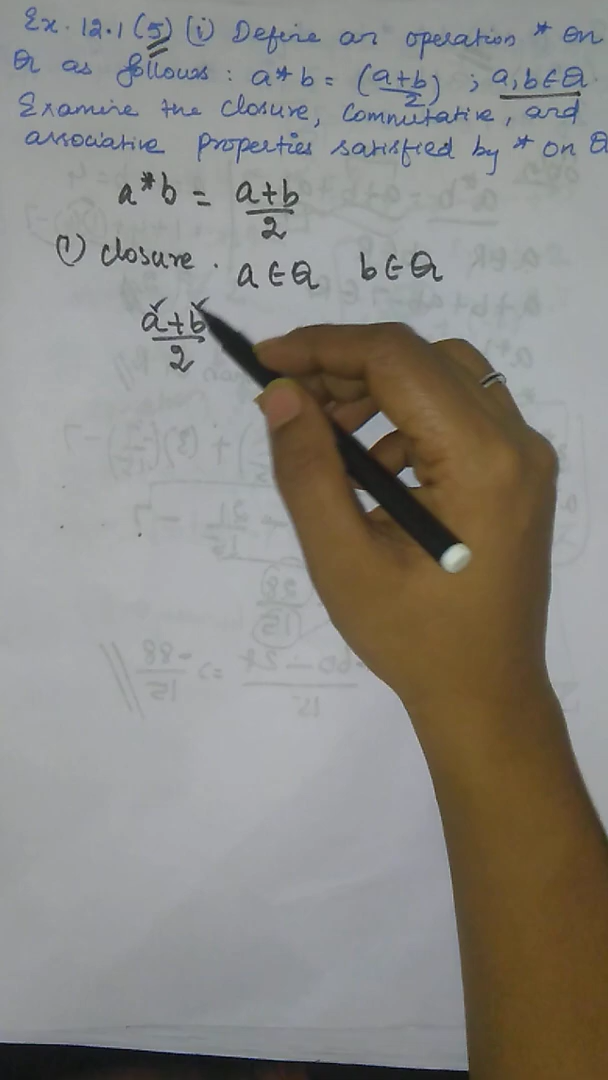 Ex. 12.1 (5) (i) Define an operation * on
Q as follows : a*b = (a+b/2) ; a,b∈Q.
Examine the closure, commutative, and
associative properties satisfied by * on Q
a*b = a+b/2
(1) closure . a∈Q b∈Q
a+b/2